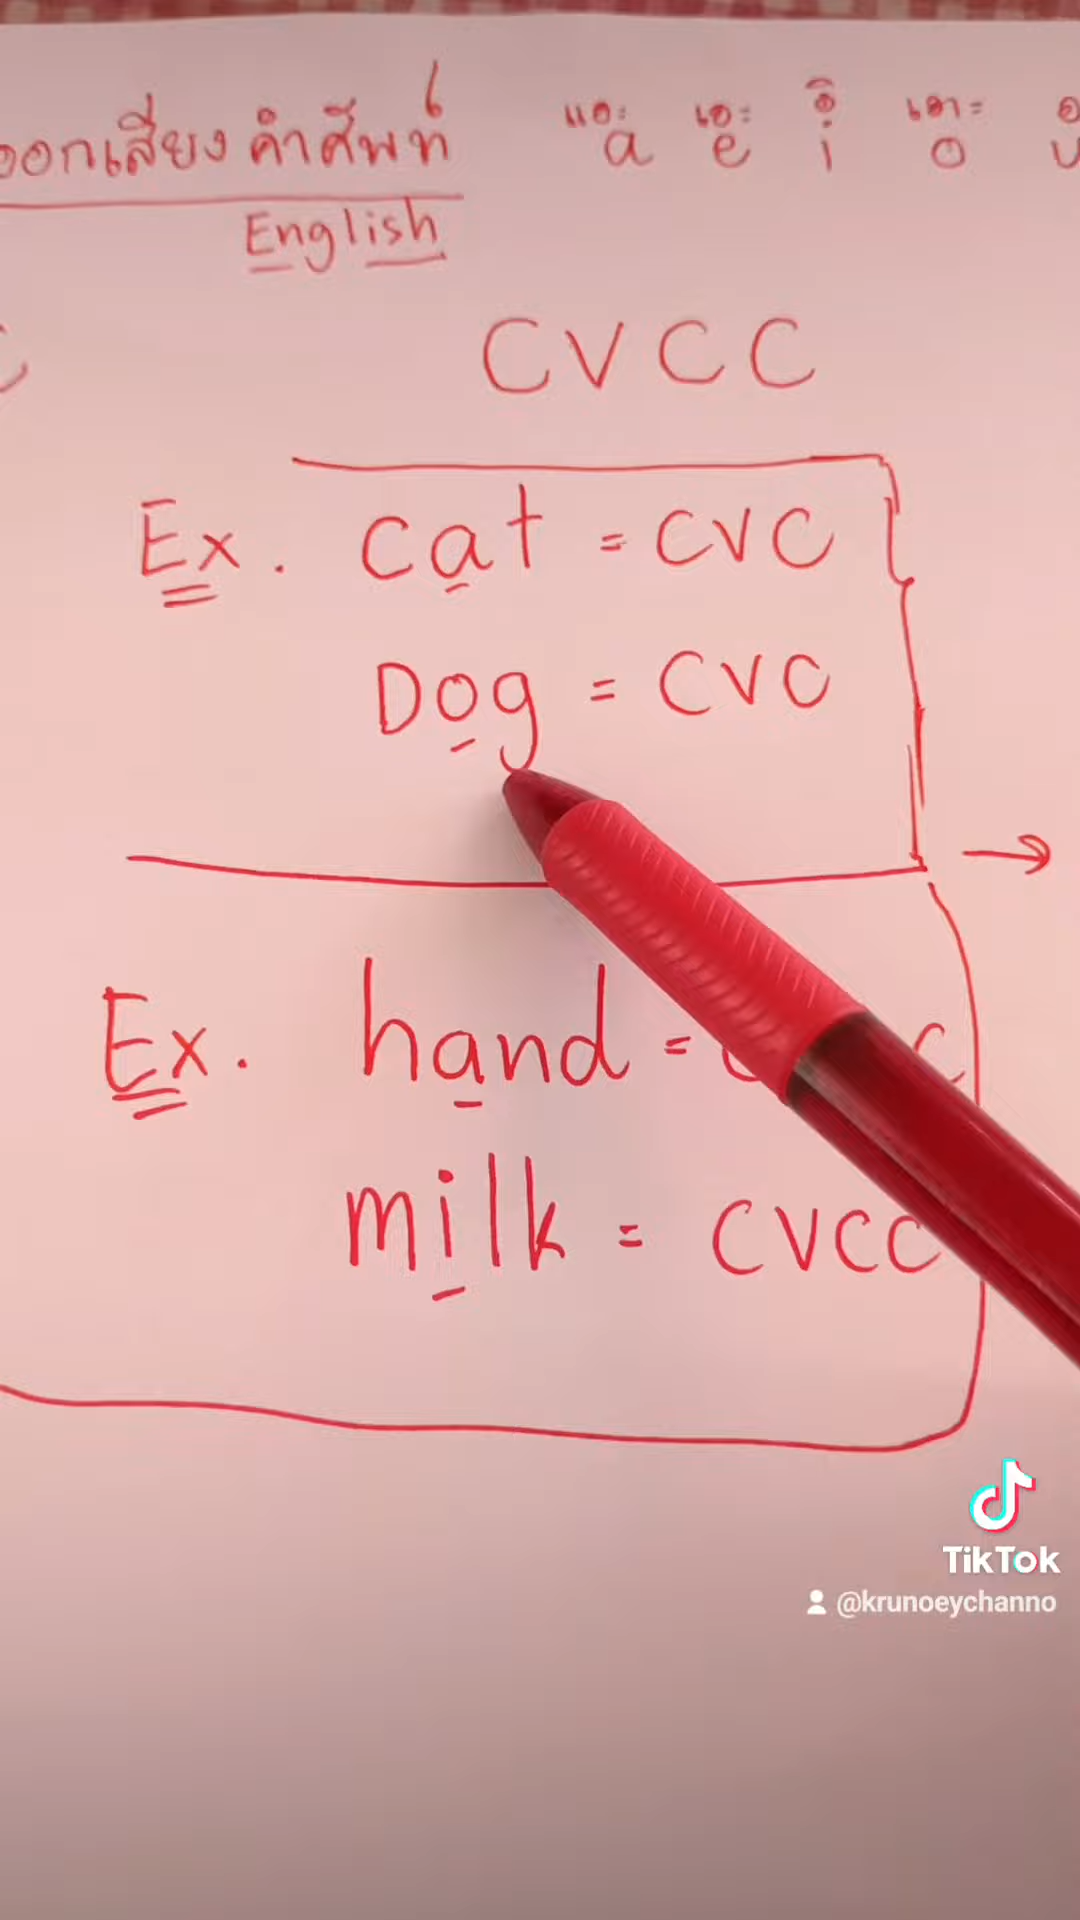 ออกเสียง คำศัพท์
แอะ เอะ อิ เอาะ อุ
a e i o u
English
C CVCC
Ex. cat = CVC
Dog = CVC
→
Ex. hand = C C
milk = CVCC
TikTok
@krunoeychanno